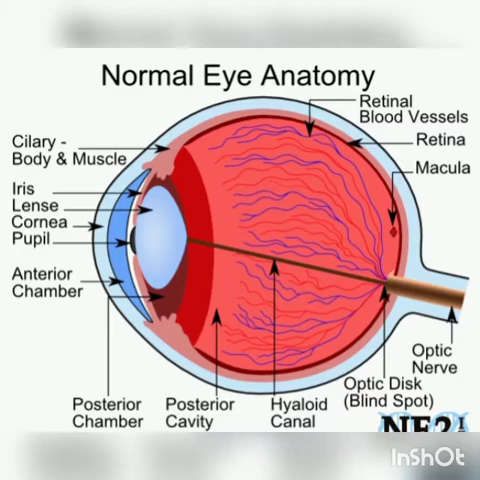 Normal Eye Anatomy
Retinal
Blood Vessels
Retina
Macula
Cilary -
Body & Muscle
Iris
Lense
Cornea
Pupil
Anterior
Chamber
Optic
Nerve
Optic Disk
(Blind Spot)
Posterior
Chamber
Posterior
Cavity
Hyaloid
Canal
InShOt